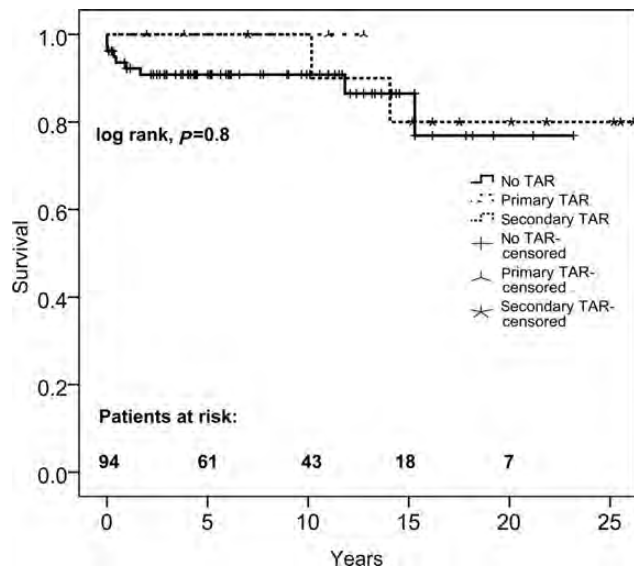 1.0
0.8
0.6
0.4
0.2
0.0
Survival
log rank, P=0.8
No TAR
Primary TAR
Secondary TAR
No TAR-
censored
Primary TAR-
censored
Secondary TAR-
censored
Patients at risk:
94 61 43 18 7
0 5 10 15 20 25
Years